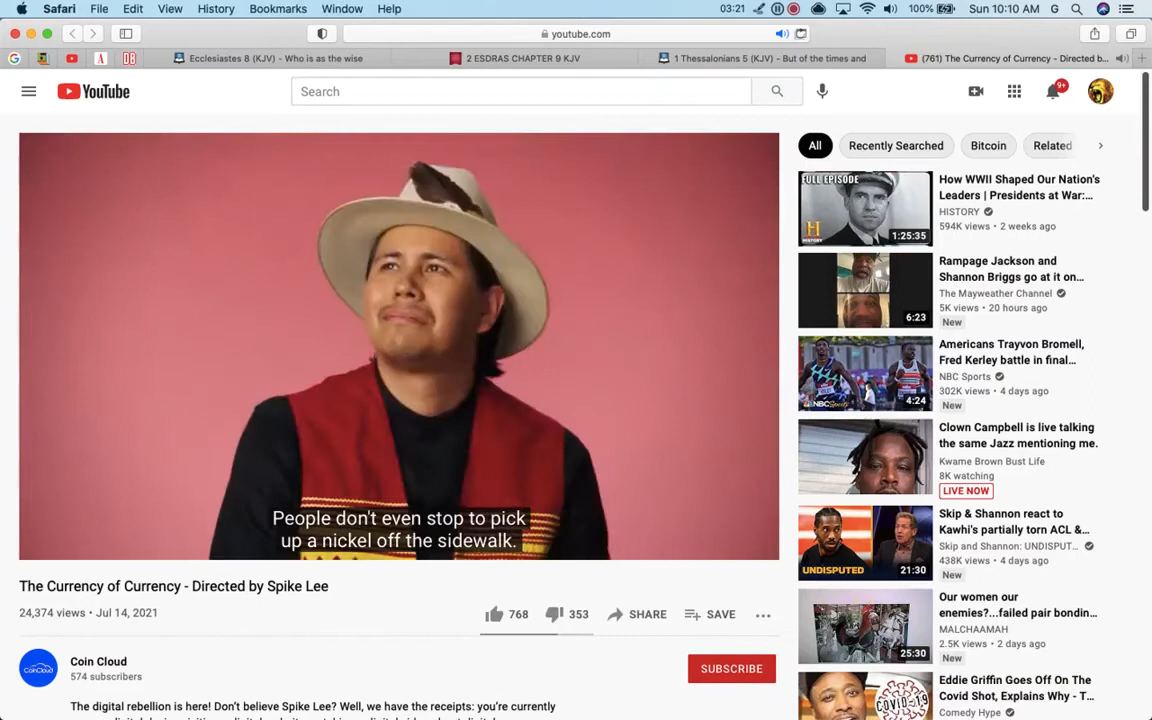 Safari File Edit View History Bookmarks Window Help 03:21 100% Sun 10:10 AM G
youtube.com
G A DB Ecclesiastes 8 (KJV) - Who is as the wise 2 ESDRAS CHAPTER 9 KJV 1 Thessalonians 5 (KJV) - But of the times and (761) The Currency of Currency - Directed b...
YouTube Search 9+
All Recently Searched Bitcoin Related
People don't even stop to pick
up a nickel off the sidewalk.
The Currency of Currency - Directed by Spike Lee
24,374 views • Jul 14, 2021
768 353 SHARE SAVE ...
CoinCloud
Coin Cloud
574 subscribers
SUBSCRIBE
The digital rebellion is here! Don't believe Spike Lee? Well, we have the receipts: you're currently
FULL EPISODE
H
HISTORY
1:25:35
How WWII Shaped Our Nation's
Leaders | Presidents at War:...
HISTORY
594K views • 2 weeks ago
6:23
Rampage Jackson and
Shannon Briggs go at it on...
The Mayweather Channel
5K views • 20 hours ago
New
NBC Sports
4:24
Americans Trayvon Bromell,
Fred Kerley battle in final...
NBC Sports
302K views • 4 days ago
New
Clown Campbell is live talking
the same Jazz mentioning me.
Kwame Brown Bust Life
8K watching
LIVE NOW
UNDISPUTED
21:30
Skip & Shannon react to
Kawhi's partially torn ACL &...
Skip and Shannon: UNDISPUT...
438K views • 4 days ago
New
25:30
Our women our
enemies?...failed pair bondin...
MALCHAAMAH
2.5K views • 2 days ago
New
COVID-19
Eddie Griffin Goes Off On The
Covid Shot, Explains Why - T...
Comedy Hype